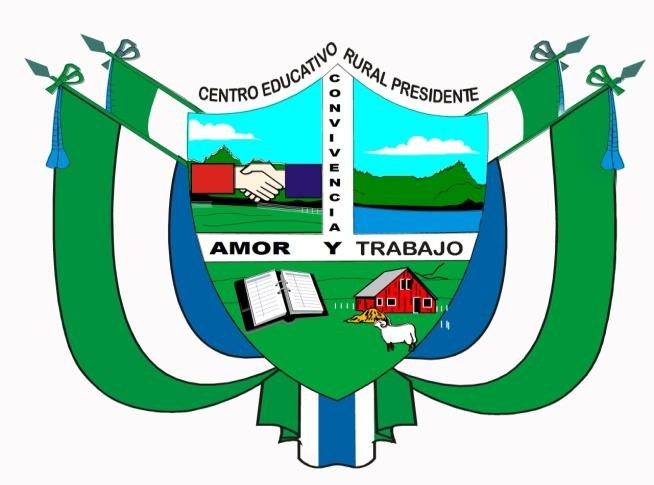 CENTRO EDUCATIVO RURAL PRESIDENTE
CONVIVENCIA
AMOR Y TRABAJO